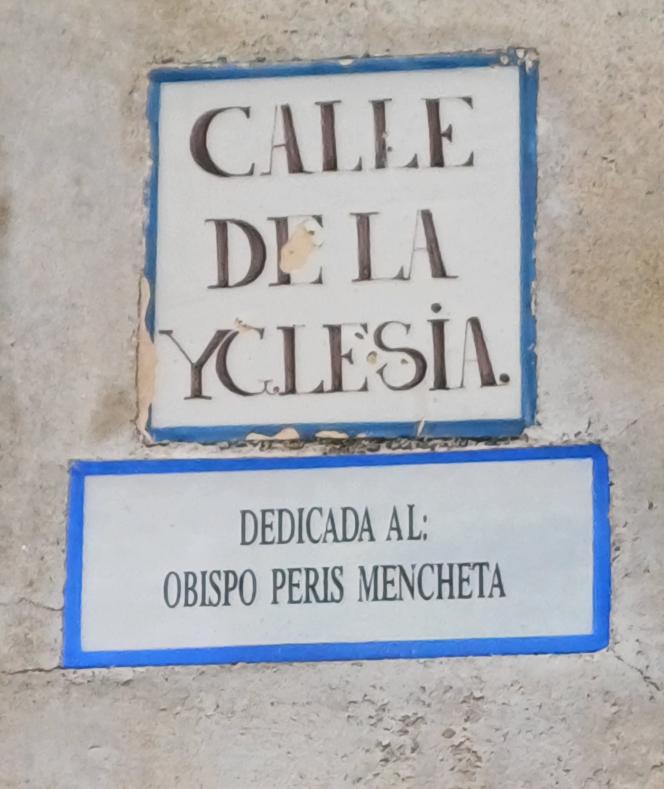 CALLE
DE LA
YGLESIA.
DEDICADA AL:
OBISPO PERIS MENCHETA